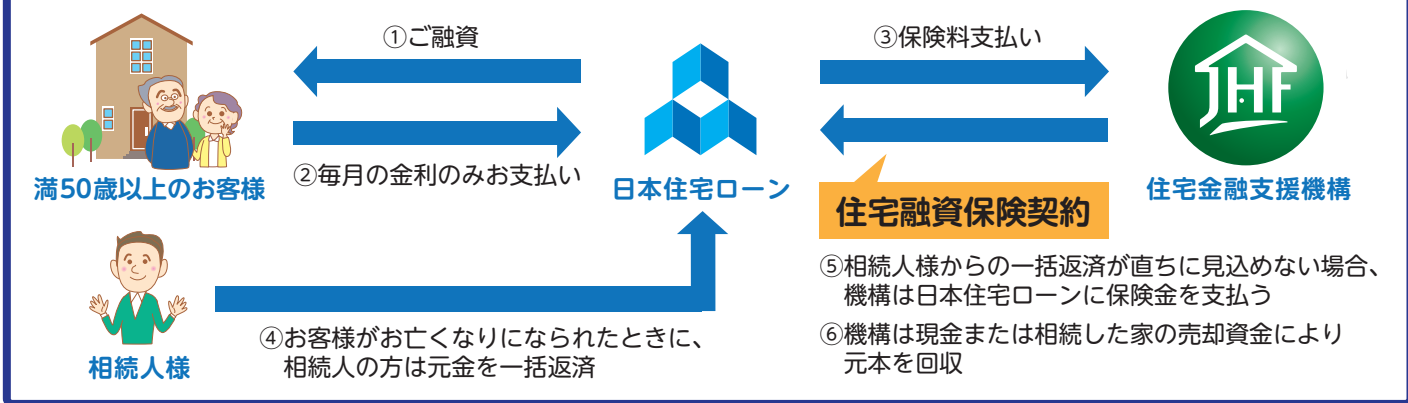 ①ご融資
②毎月の金利のみお支払い
満50歳以上のお客様
日本住宅ローン
③保険料支払い
JHF
住宅金融支援機構
住宅融資保険契約
⑤相続人様からの一括返済が直ちに見込めない場合、
機構は日本住宅ローンに保険金を支払う
⑥機構は現金または相続した家の売却資金により
元本を回収
④お客様がお亡くなりになられたときに、
相続人の方は元金を一括返済
相続人様